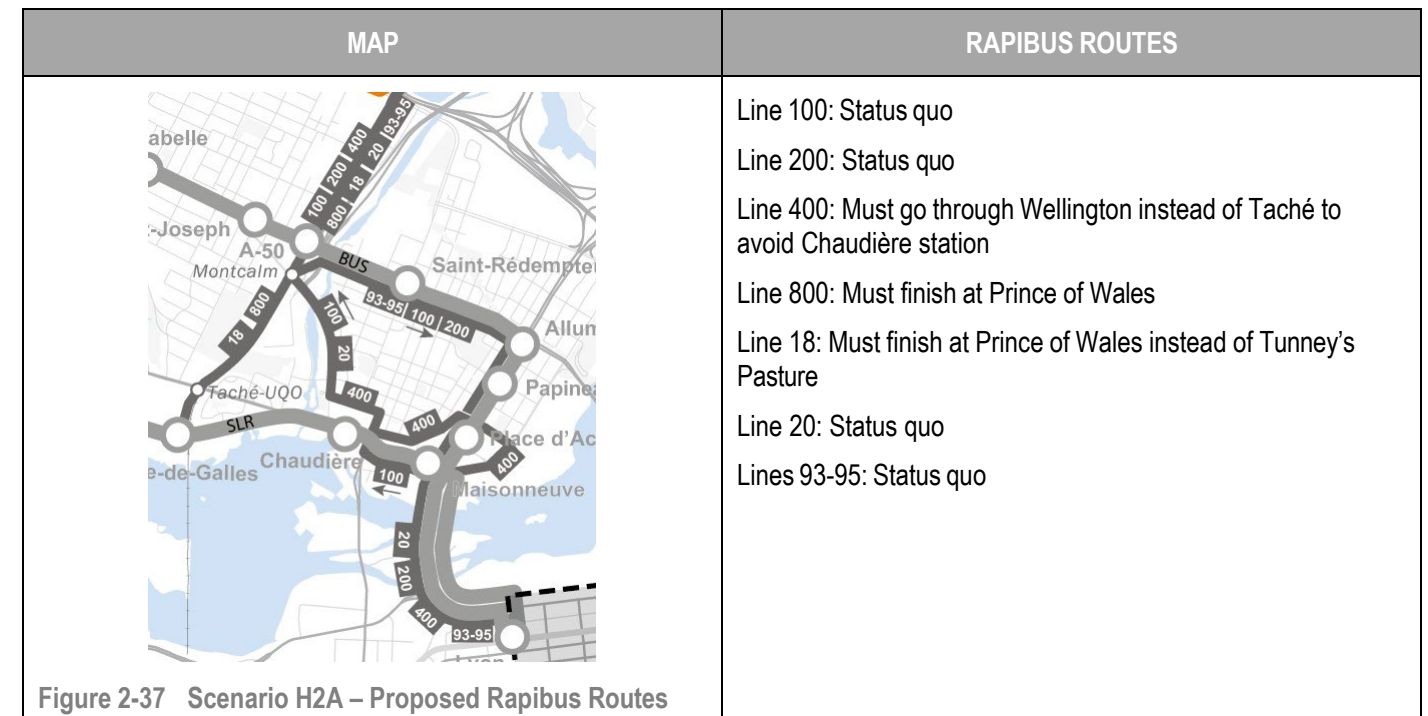 MAP
RAPIBUS ROUTES
abelle
-Joseph
A-50
Montcalm
BUS
Saint-Rédempte
Allum
Papinea
Place d'Ac
Maisonneuve
Chaudière
e-de-Galles
Taché-UQO
SLR
Lyon
100 | 200 | 400
800 | 18 | 20 | 93-95
18 | 800
93-95 | 100 | 200
100
20
400
400
400
100
20
200
400
93-95
Figure 2-37 Scenario H2A – Proposed Rapibus Routes
Line 100: Status quo
Line 200: Status quo
Line 400: Must go through Wellington instead of Taché to
avoid Chaudière station
Line 800: Must finish at Prince of Wales
Line 18: Must finish at Prince of Wales instead of Tunney's
Pasture
Line 20: Status quo
Lines 93-95: Status quo